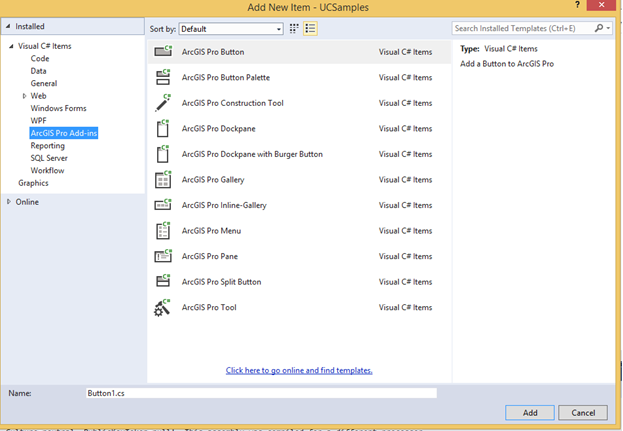 Add New Item - UCSamples
?
Installed
Sort by: Default
Search Installed Templates (Ctrl+E)
Visual C# Items
Code
Data
General
Web
Windows Forms
WPF
ArcGIS Pro Add-ins
Reporting
SQL Server
Workflow
Graphics
Online
ArcGIS Pro Button Visual C# Items
ArcGIS Pro Button Palette Visual C# Items
ArcGIS Pro Construction Tool Visual C# Items
ArcGIS Pro Dockpane Visual C# Items
ArcGIS Pro Dockpane with Burger Button Visual C# Items
ArcGIS Pro Gallery Visual C# Items
ArcGIS Pro Inline-Gallery Visual C# Items
ArcGIS Pro Menu Visual C# Items
ArcGIS Pro Pane Visual C# Items
ArcGIS Pro Split Button Visual C# Items
ArcGIS Pro Tool Visual C# Items
Click here to go online and find templates.
Type: Visual C# Items
Add a Button to ArcGIS Pro
Name: Button1.cs
Add Cancel